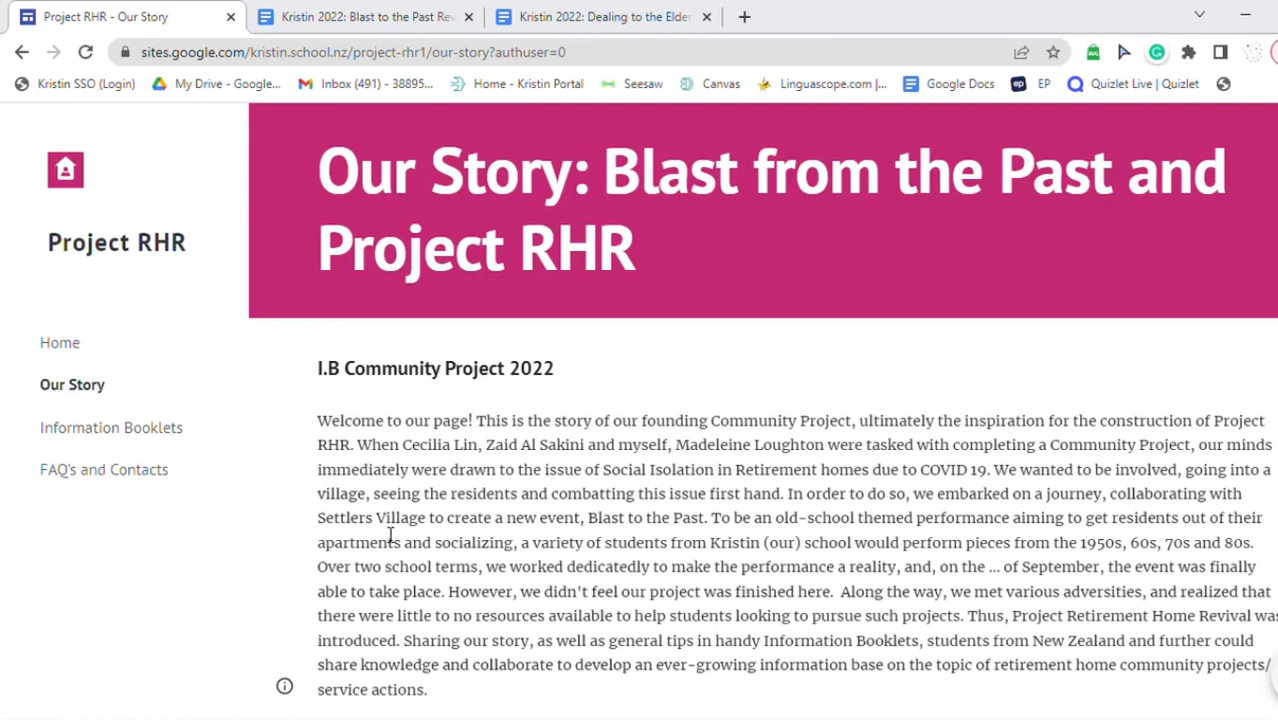 Project RHR - Our Story
Kristin 2022: Blast to the Past Re
Kristin 2022: Dealing to the Elder
sites.google.com/kristin.school.nz/project-rhr1/our-story?authuser=0
Kristin SSO (Login)
My Drive - Google...
Inbox (491) - 38895...
Home - Kristin Portal
Seesaw
Canvas
Linguascope.com |...
Google Docs
ep
EP
Quizlet Live | Quizlet
Project RHR
Home
Our Story
Information Booklets
FAQ's and Contacts
Our Story: Blast from the Past and
Project RHR
I.B Community Project 2022
Welcome to our page! This is the story of our founding Community Project, ultimately the inspiration for the construction of Project
RHR. When Cecilia Lin, Zaid Al Sakini and myself, Madeleine Loughton were tasked with completing a Community Project, our minds
immediately were drawn to the issue of Social Isolation in Retirement homes due to COVID 19. We wanted to be involved, going into a
village, seeing the residents and combatting this issue first hand. In order to do so, we embarked on a journey, collaborating with
Settlers Village to create a new event, Blast to the Past. To be an old-school themed performance aiming to get residents out of their
apartments and socializing, a variety of students from Kristin (our) school would perform pieces from the 1950s, 60s, 70s and 80s.
Over two school terms, we worked dedicatedly to make the performance a reality, and, on the ... of September, the event was finally
able to take place. However, we didn't feel our project was finished here. Along the way, we met various adversities, and realized that
there were little to no resources available to help students looking to pursue such projects. Thus, Project Retirement Home Revival was
introduced. Sharing our story, as well as general tips in handy Information Booklets, students from New Zealand and further could
share knowledge and collaborate to develop an ever-growing information base on the topic of retirement home community projects/
service actions.